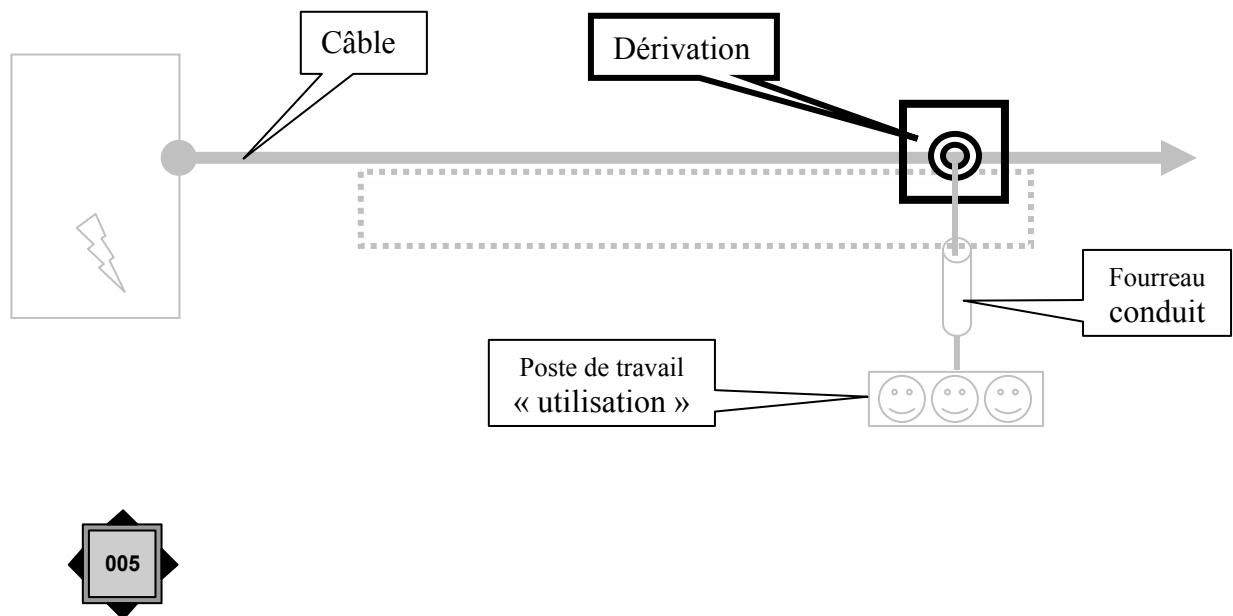 Câble
Dérivation
Fourreau
conduit
Poste de travail
« utilisation »
005